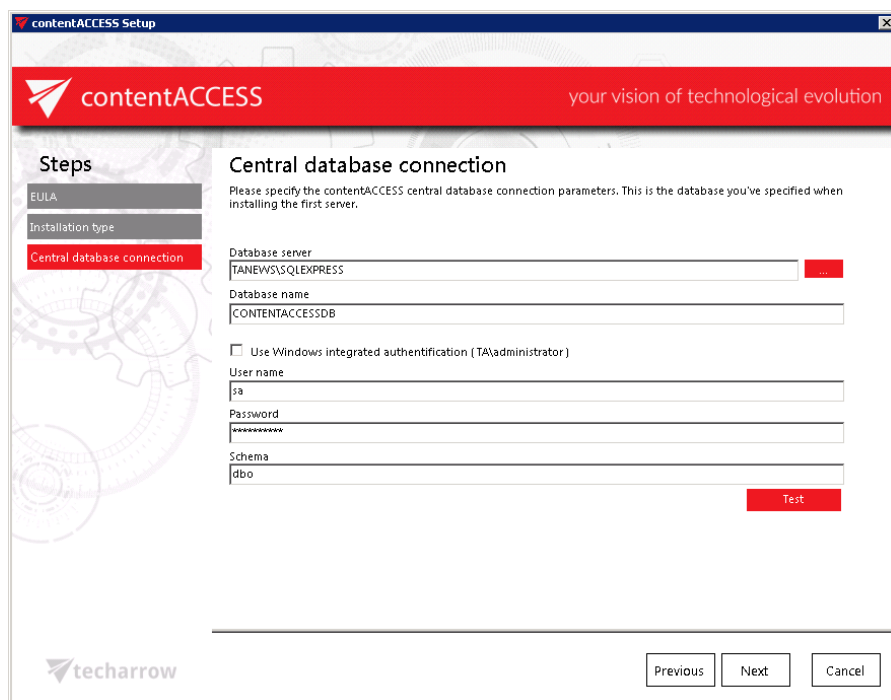 contentACCESS Setup
contentACCESS
your vision of technological evolution
Steps
EULA
Installation type
Central database connection
Central database connection
Please specify the contentACCESS central database connection parameters. This is the database you've specified when
installing the first server.
Database server
TANEWS\SQLEXPRESS
...
Database name
CONTENTACCESSDB
Use Windows integrated authentification (TA\administrator)
User name
sa
Password
**********
Schema
dbo
Test
techarrow
Previous
Next
Cancel